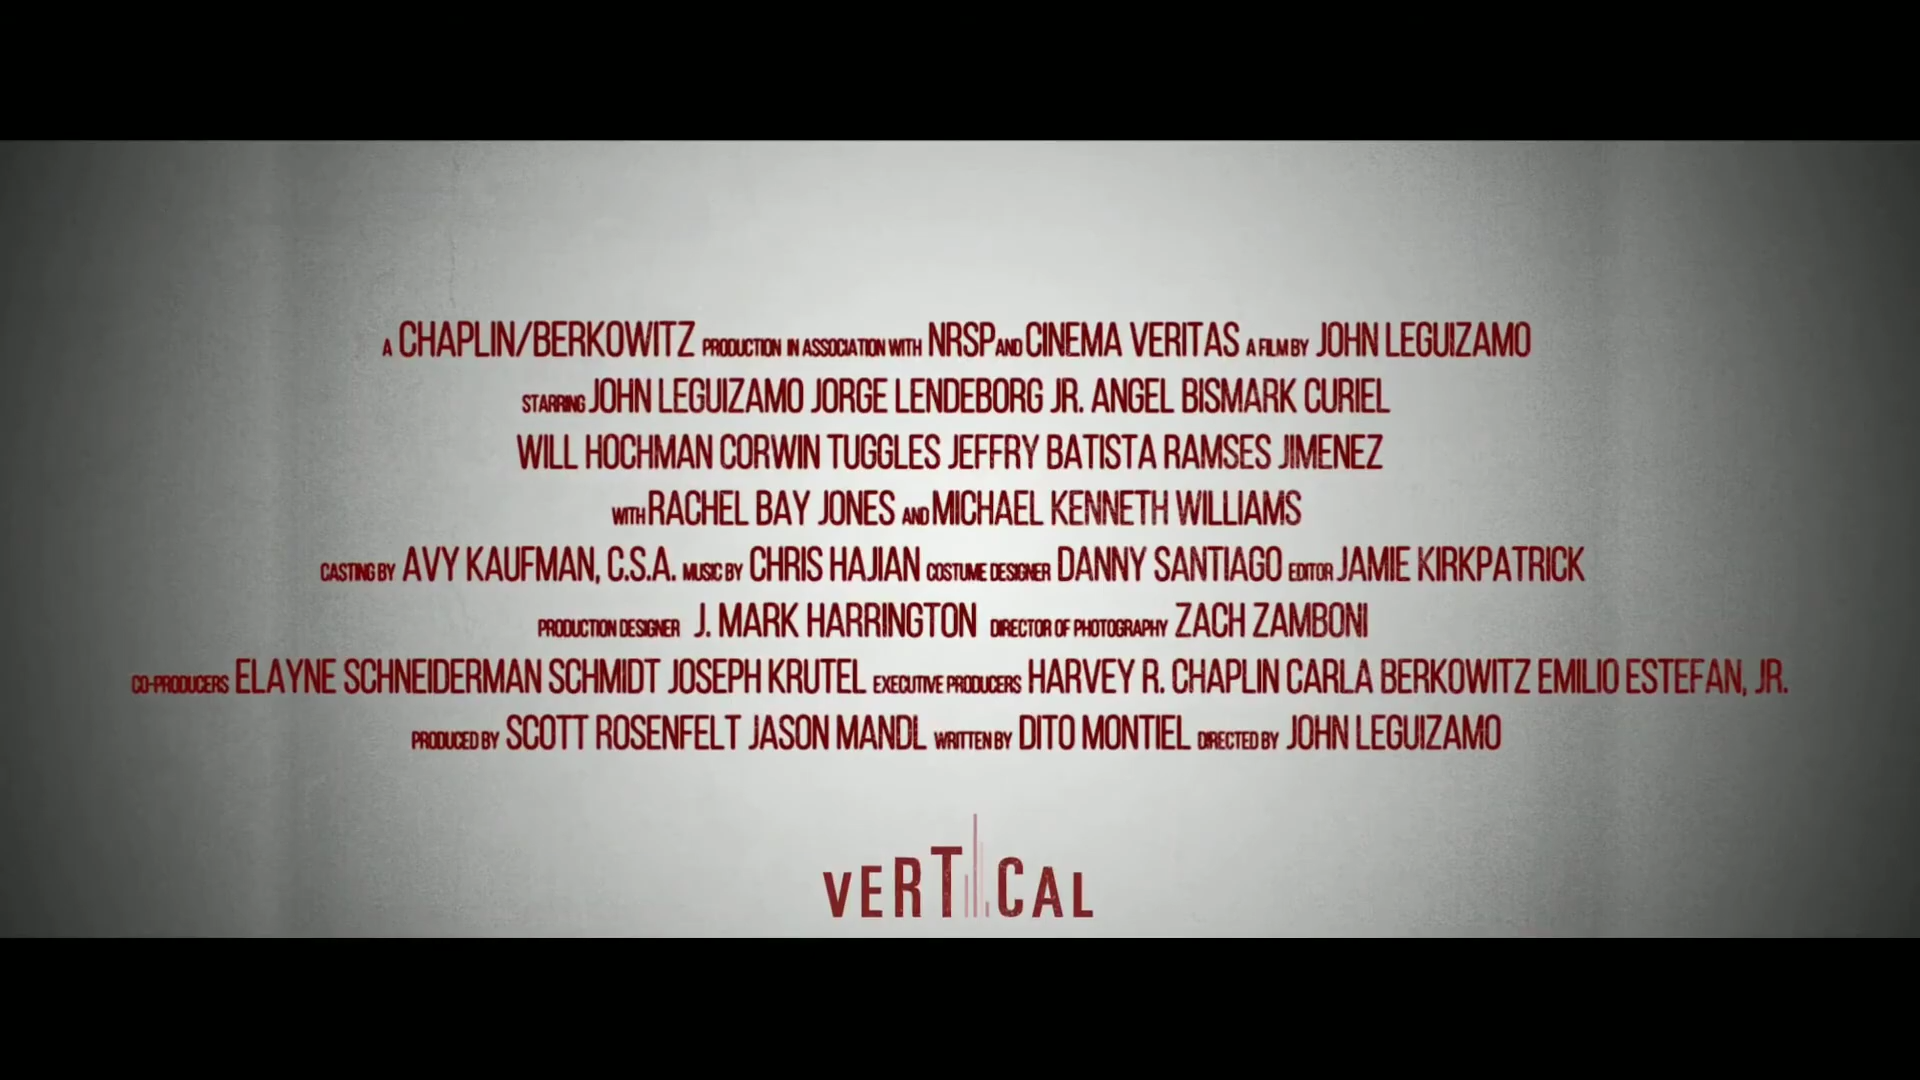 A CHAPLIN/BERKOWITZ PRODUCTION IN ASSOCIATION WITH NRSP AND CINEMA VERITAS A FILM BY JOHN LEGUIZAMO
STARRING JOHN LEGUIZAMO JORGE LENDEBORG JR. ANGEL BISMARK CURIEL
WILL HOCHMAN CORWIN TUGGLES JEFFRY BATISTA RAMSES JIMENEZ
WITH RACHEL BAY JONES AND MICHAEL KENNETH WILLIAMS
CASTING BY AVY KAUFMAN, C.S.A. MUSIC BY CHRIS HAJIAN COSTUME DESIGNER DANNY SANTIAGO EDITOR JAMIE KIRKPATRICK
PRODUCTION DESIGNER J. MARK HARRINGTON DIRECTOR OF PHOTOGRAPHY ZACH ZAMBONI
CO-PRODUCERS ELAYNE SCHNEIDERMAN SCHMIDT JOSEPH KRUTEL EXECUTIVE PRODUCERS HARVEY R. CHAPLIN CARLA BERKOWITZ EMILIO ESTEFAN, JR.
PRODUCED BY SCOTT ROSENFELT JASON MANDL WRITTEN BY DITO MONTIEL DIRECTED BY JOHN LEGUIZAMO
VERTICAL